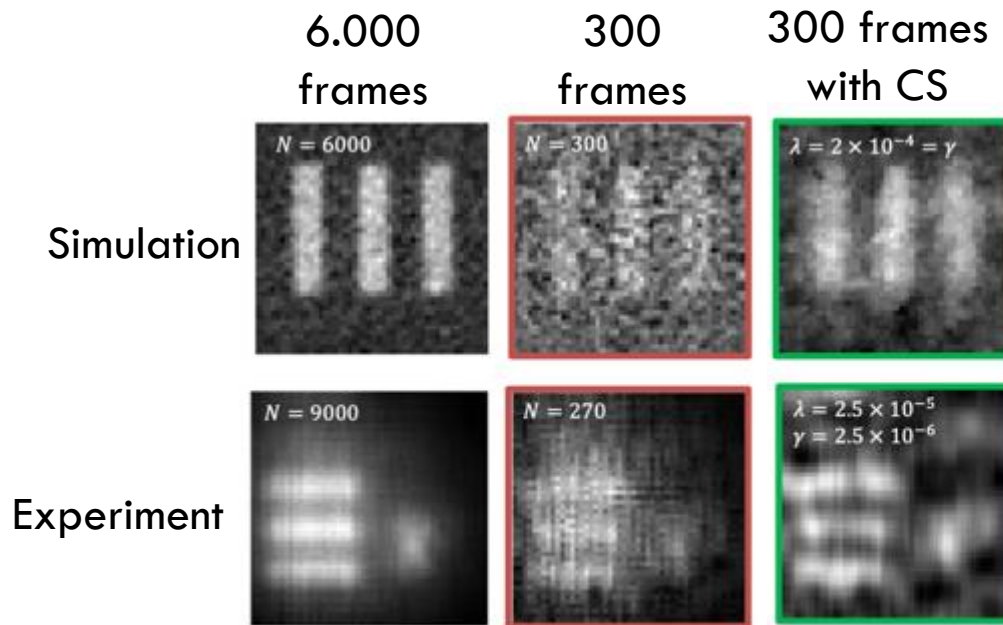 6.000
frames
300
frames
300 frames
with CS
Simulation
N = 6000
N = 300
λ = 2 × 10⁻⁴ = γ
Experiment
N = 9000
N = 270
λ = 2.5 × 10⁻⁵
γ = 2.5 × 10⁻⁶